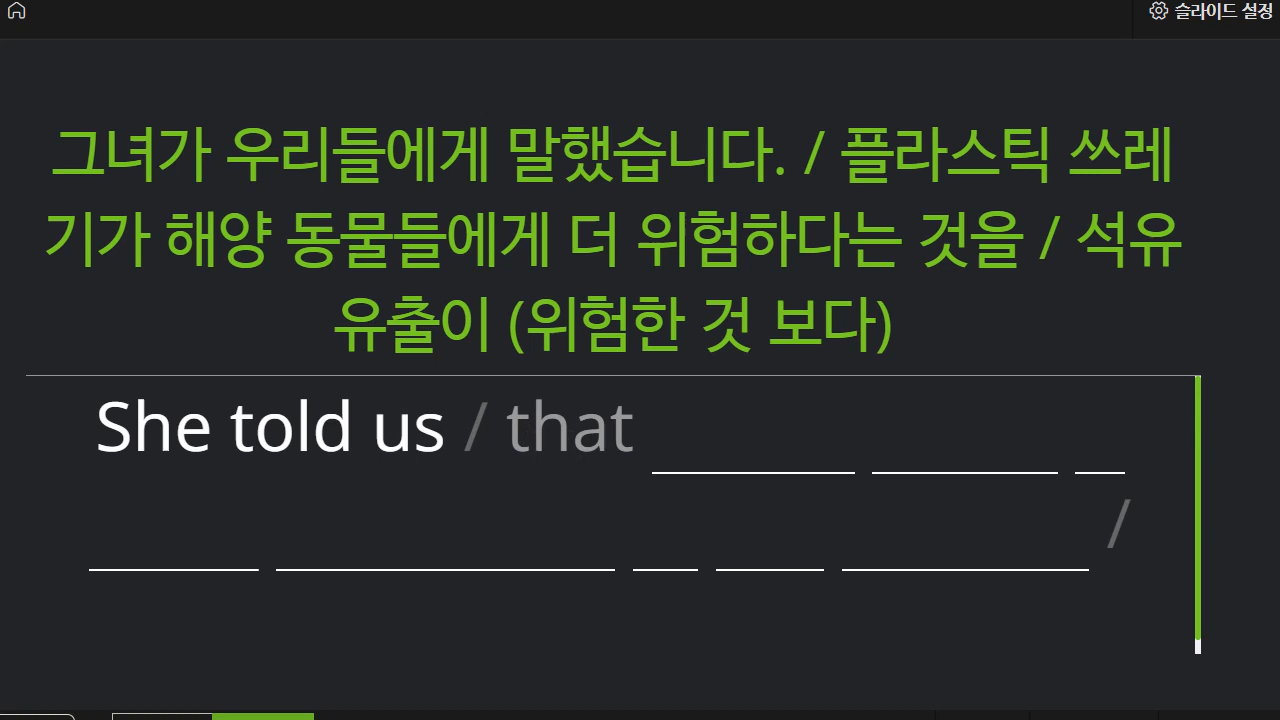 슬라이드 설정
그녀가 우리들에게 말했습니다. / 플라스틱 쓰레
기가 해양 동물들에게 더 위험하다는 것을 / 석유
유출이 (위험한 것 보다)
She told us / that
/